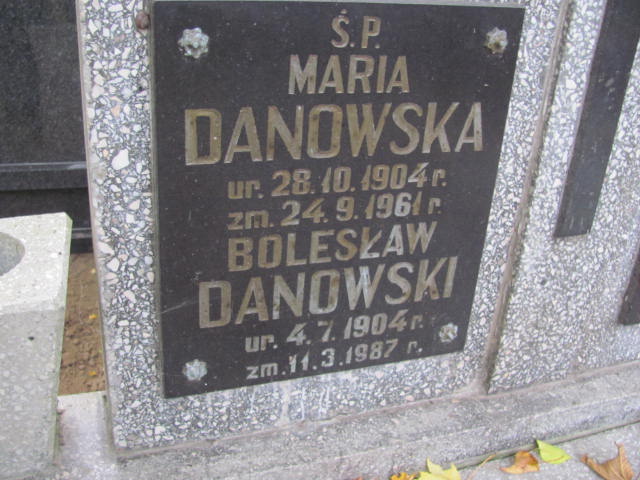 Ś.P.
MARIA
DANOWSKA
ur. 28.10.1904 r.
zm. 24.9.1961 r.
BOLESŁAW
DANOWSKI
ur. 4.7.1904 r.
zm. 11.3.1987 r.